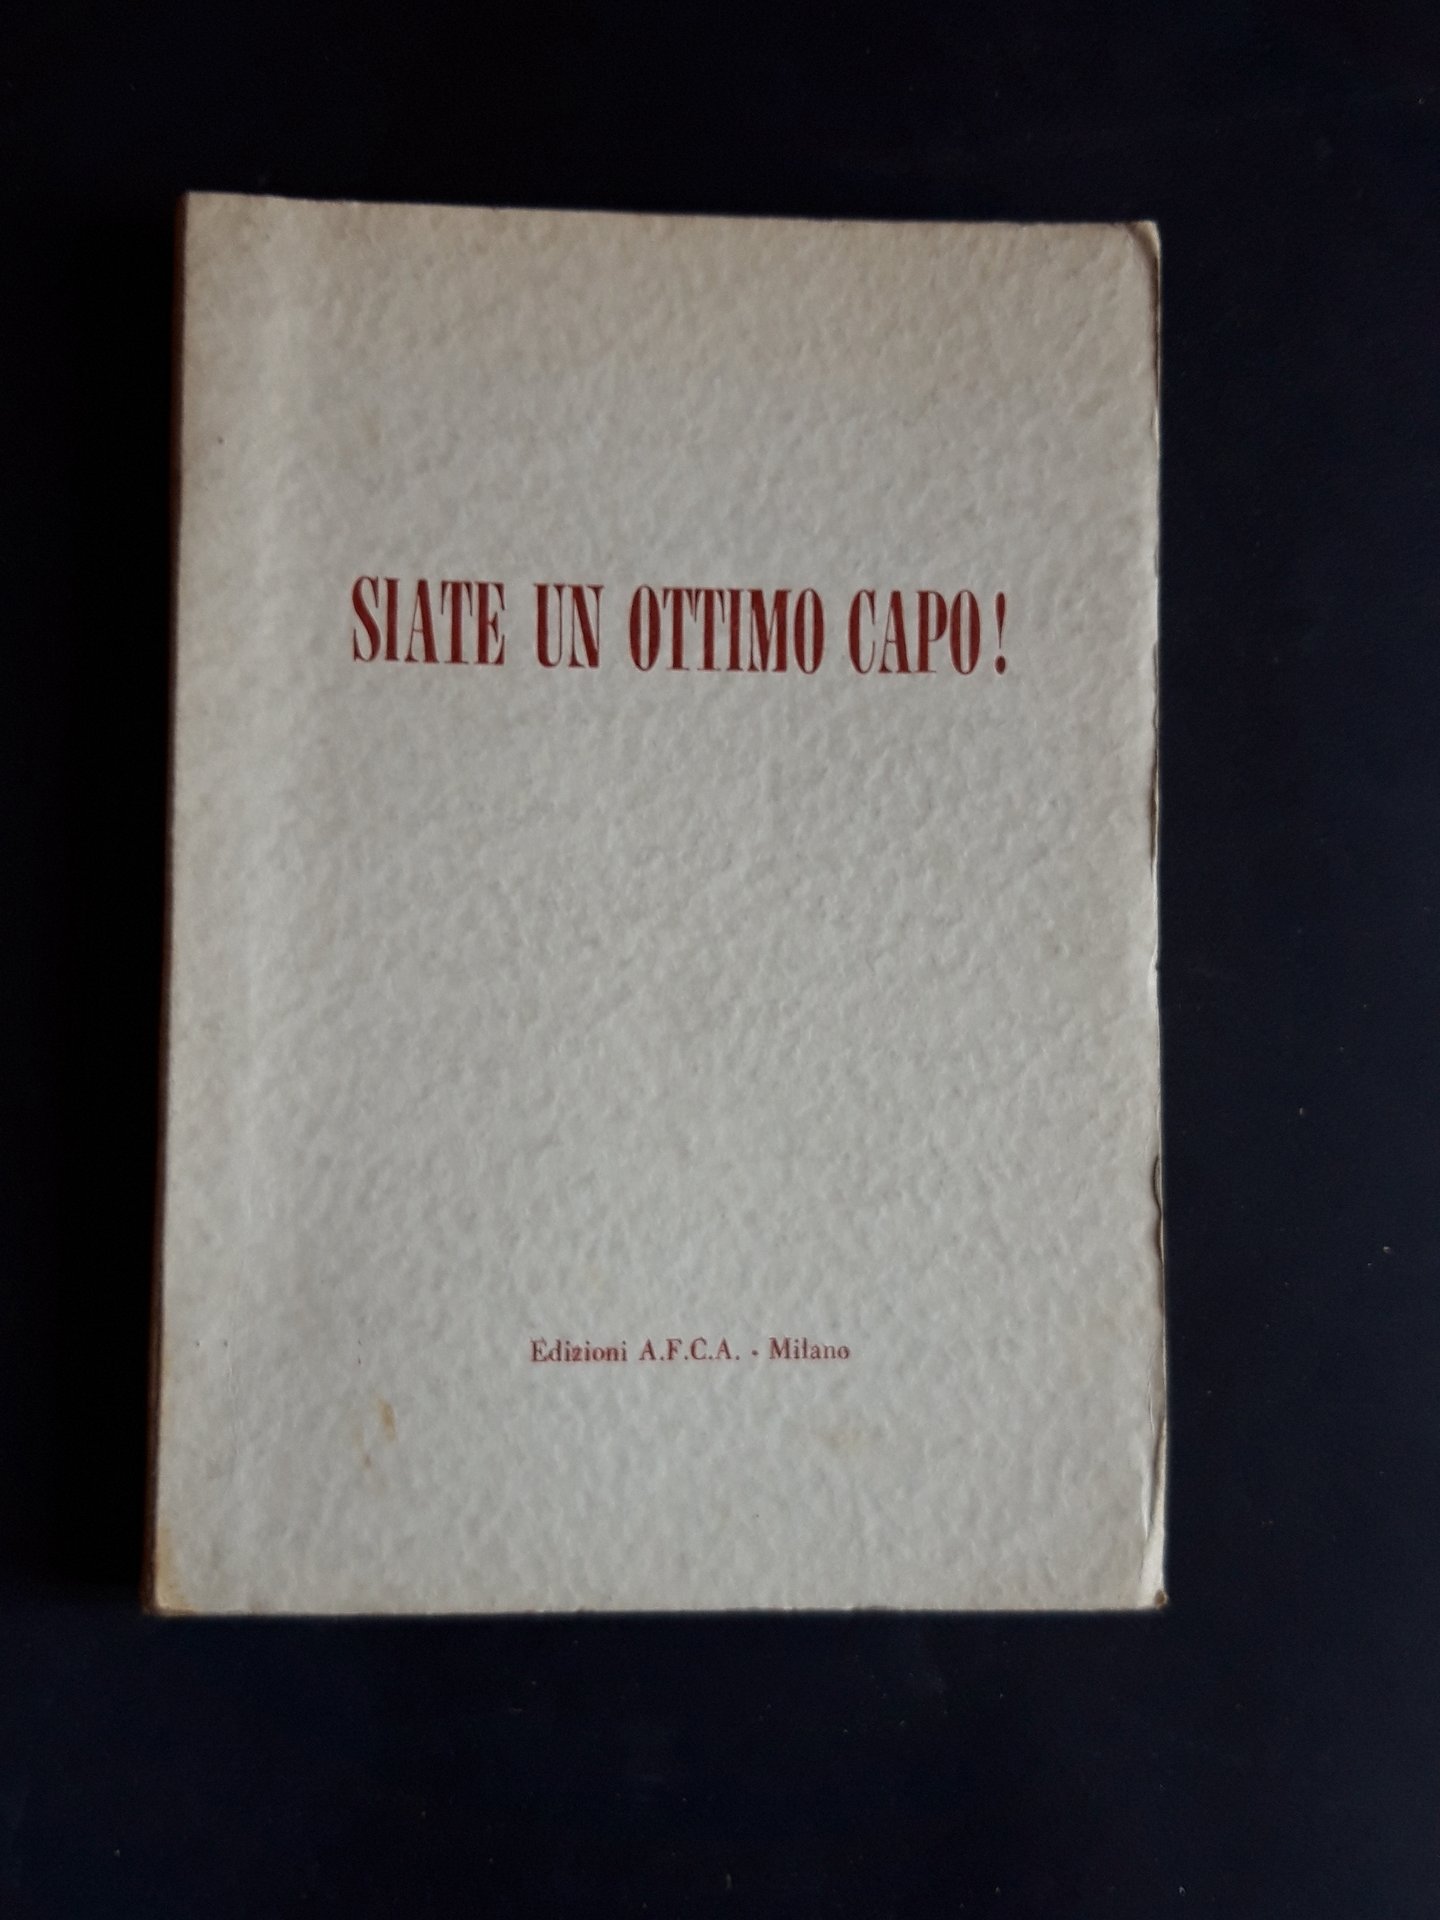 SIATE UN OTTIMO CAPO!
Edizioni A.F.C.A. - Milano